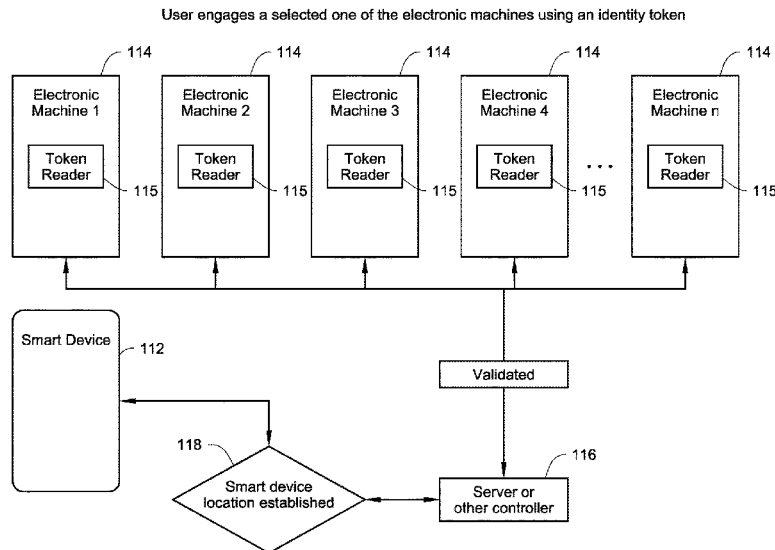 User engages a selected one of the electronic machines using an identity token
114 114 114 114 114
Electronic Machine 1
Electronic Machine 2
Electronic Machine 3
Electronic Machine 4
Electronic Machine n
Token Reader
Token Reader
Token Reader
Token Reader
. . .
Token Reader
115 115 115 115 115
Smart Device
112
Validated
118
116
Smart device
location established
Server or
other controller